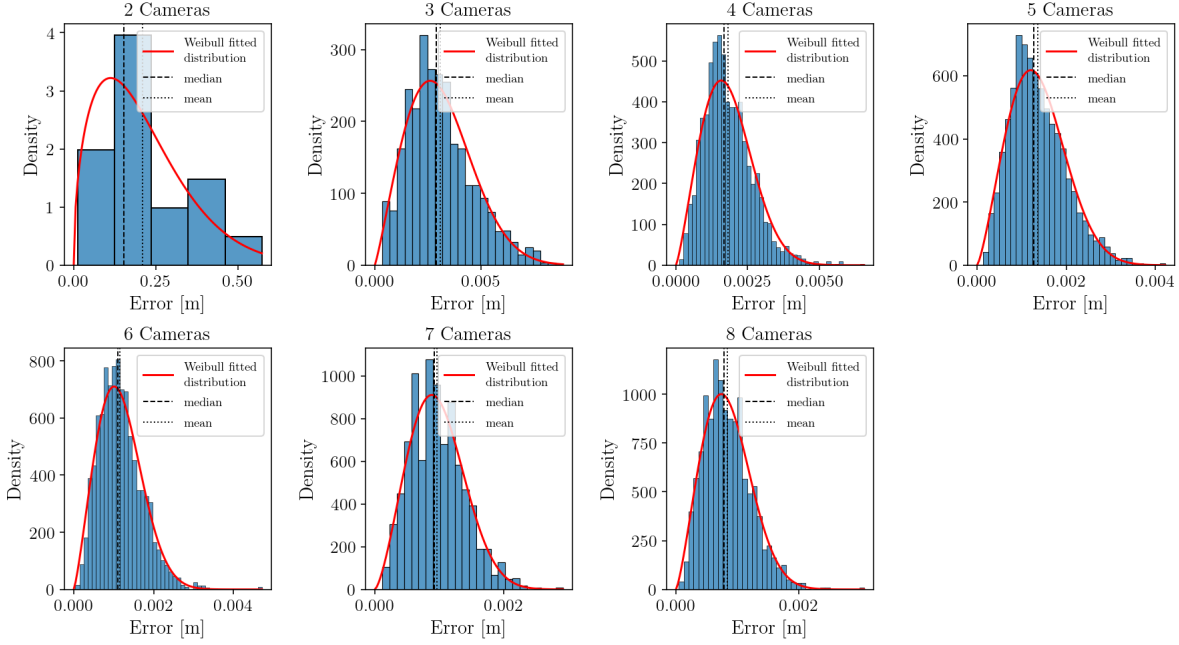 2 Cameras
4
3
2
1
0
Density
0.00
0.25
0.50
Error [m]
Weibull fitted
distribution
median
mean
3 Cameras
300
200
100
0
Density
0.000
0.005
Error [m]
Weibull fitted
distribution
median
mean
4 Cameras
500
400
300
200
100
0
Density
0.0000
0.0025
0.0050
Error [m]
Weibull fitted
distribution
median
mean
5 Cameras
600
400
200
0
Density
0.000
0.002
0.004
Error [m]
Weibull fitted
distribution
median
mean
6 Cameras
800
600
400
200
0
Density
0.000
0.002
0.004
Error [m]
Weibull fitted
distribution
median
mean
7 Cameras
1000
800
600
400
200
0
Density
0.000
0.002
Error [m]
Weibull fitted
distribution
median
mean
8 Cameras
1000
750
500
250
0
Density
0.000
0.002
Error [m]
Weibull fitted
distribution
median
mean